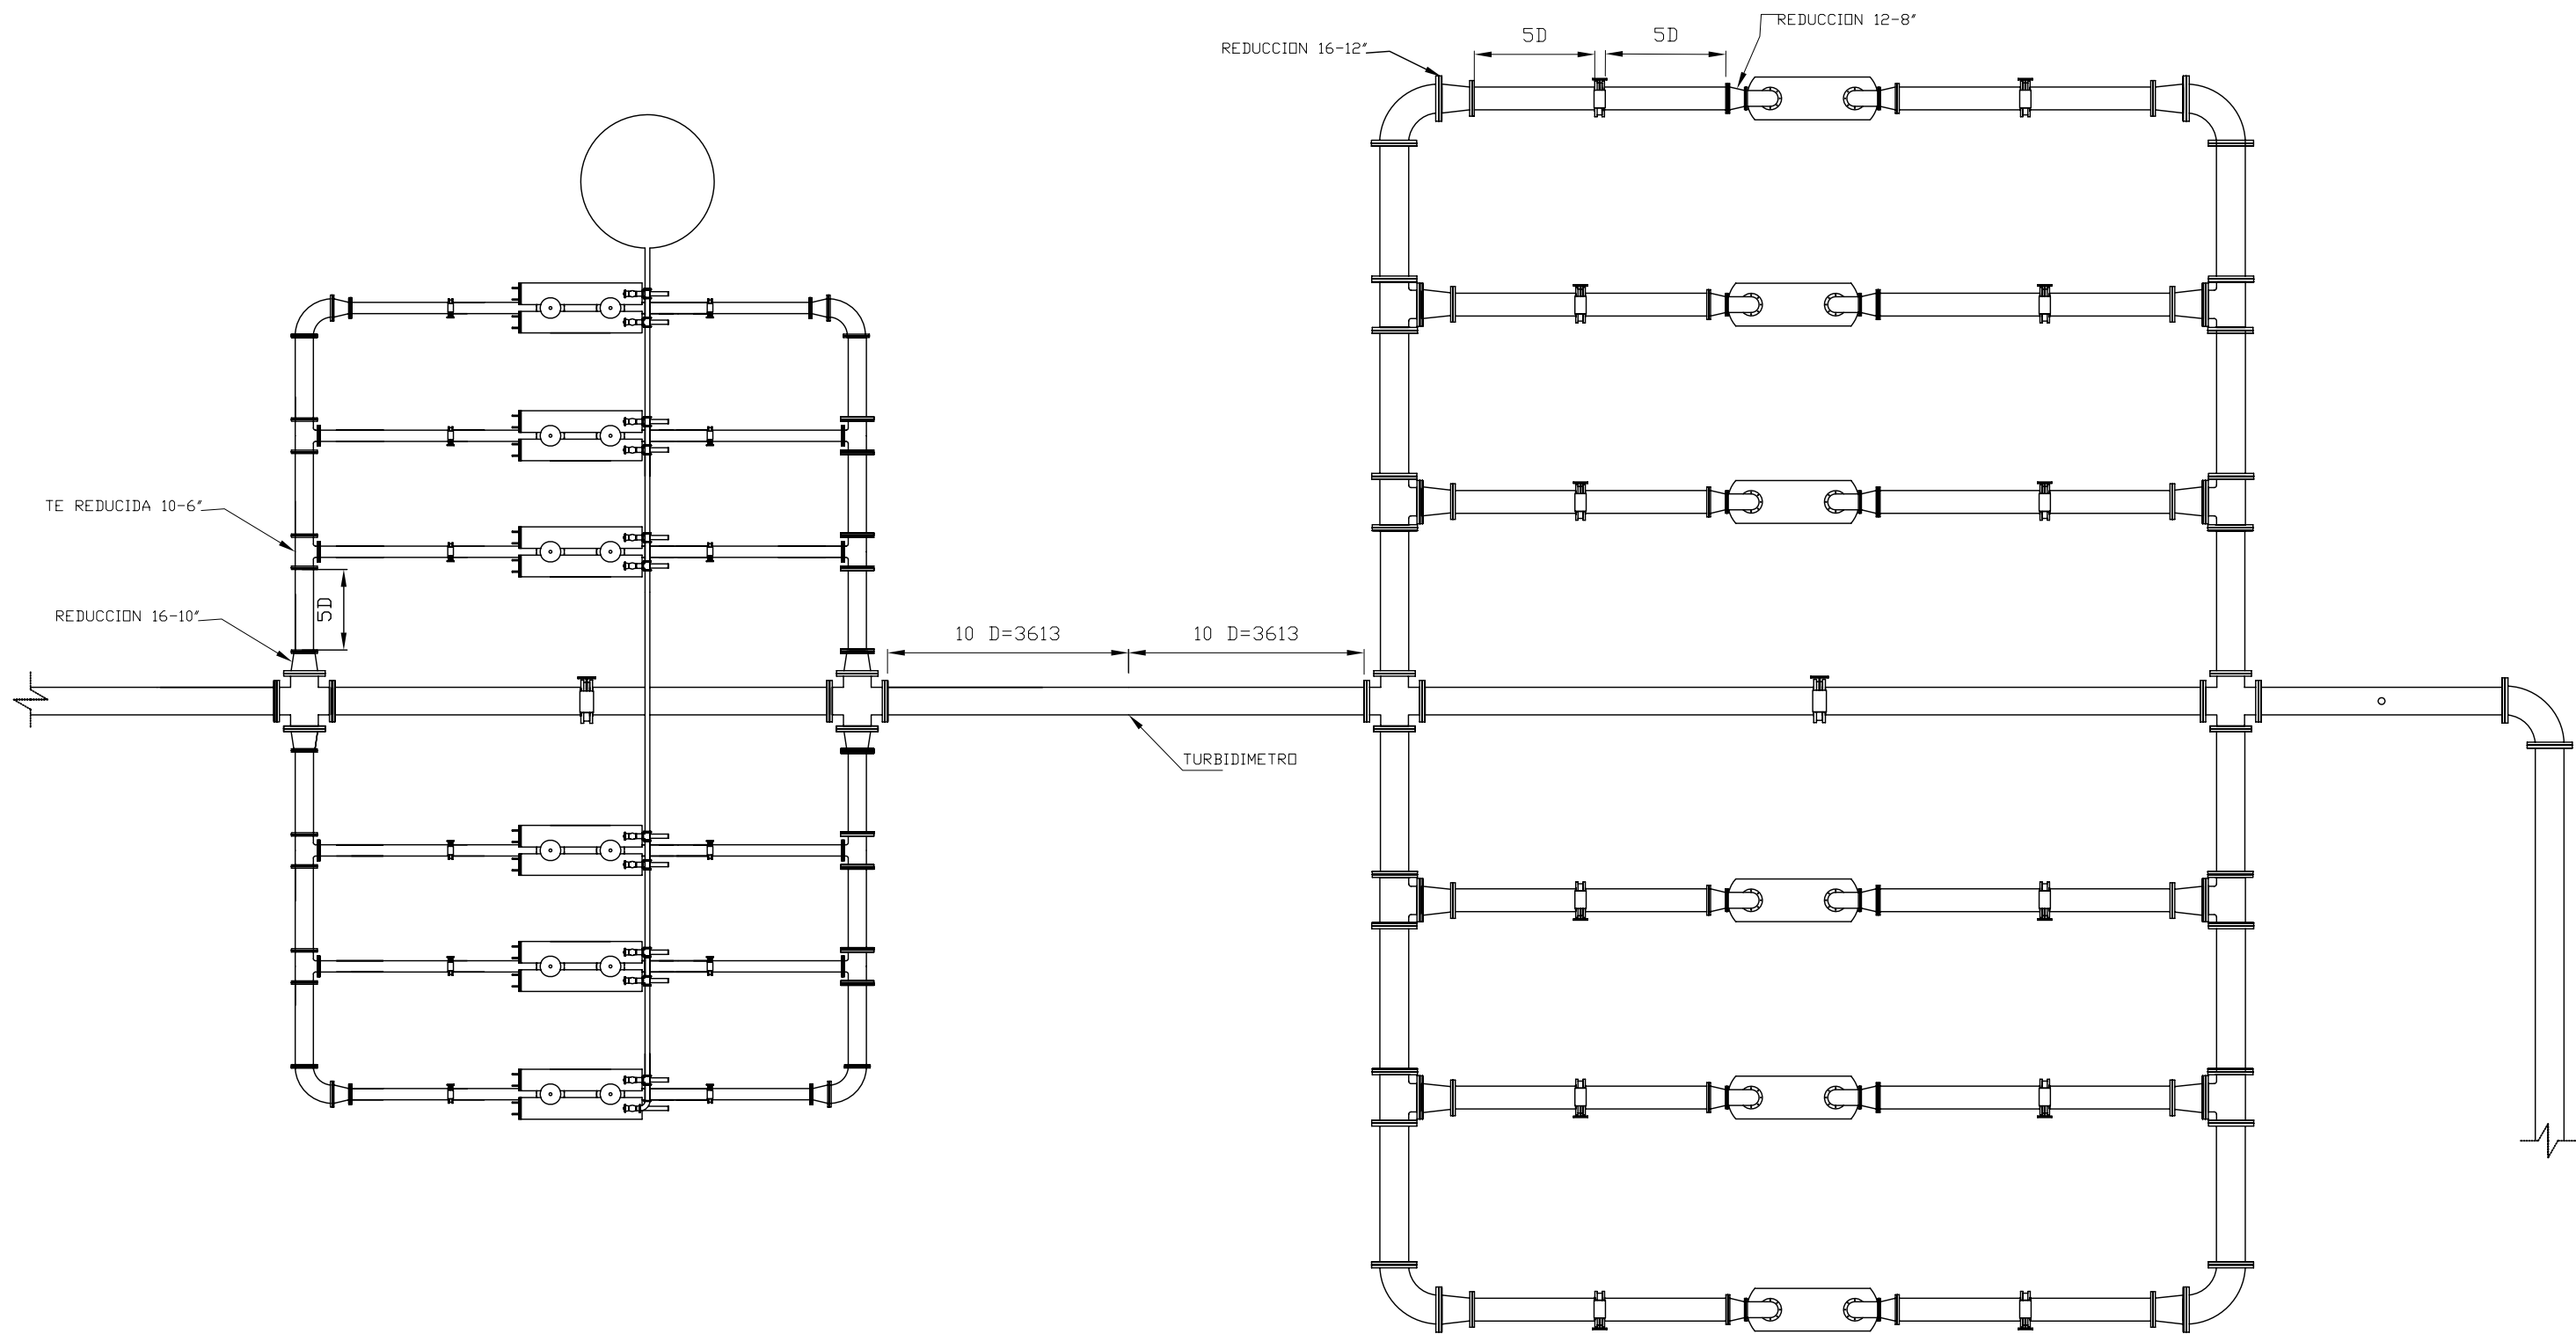 REDUCCION 12-8"
REDUCCION 16-12"
5D
5D
TE REDUCIDA 10-6"
5D
REDUCCION 16-10"
10 D=3613
10 D=3613
TURBIDIMETRO